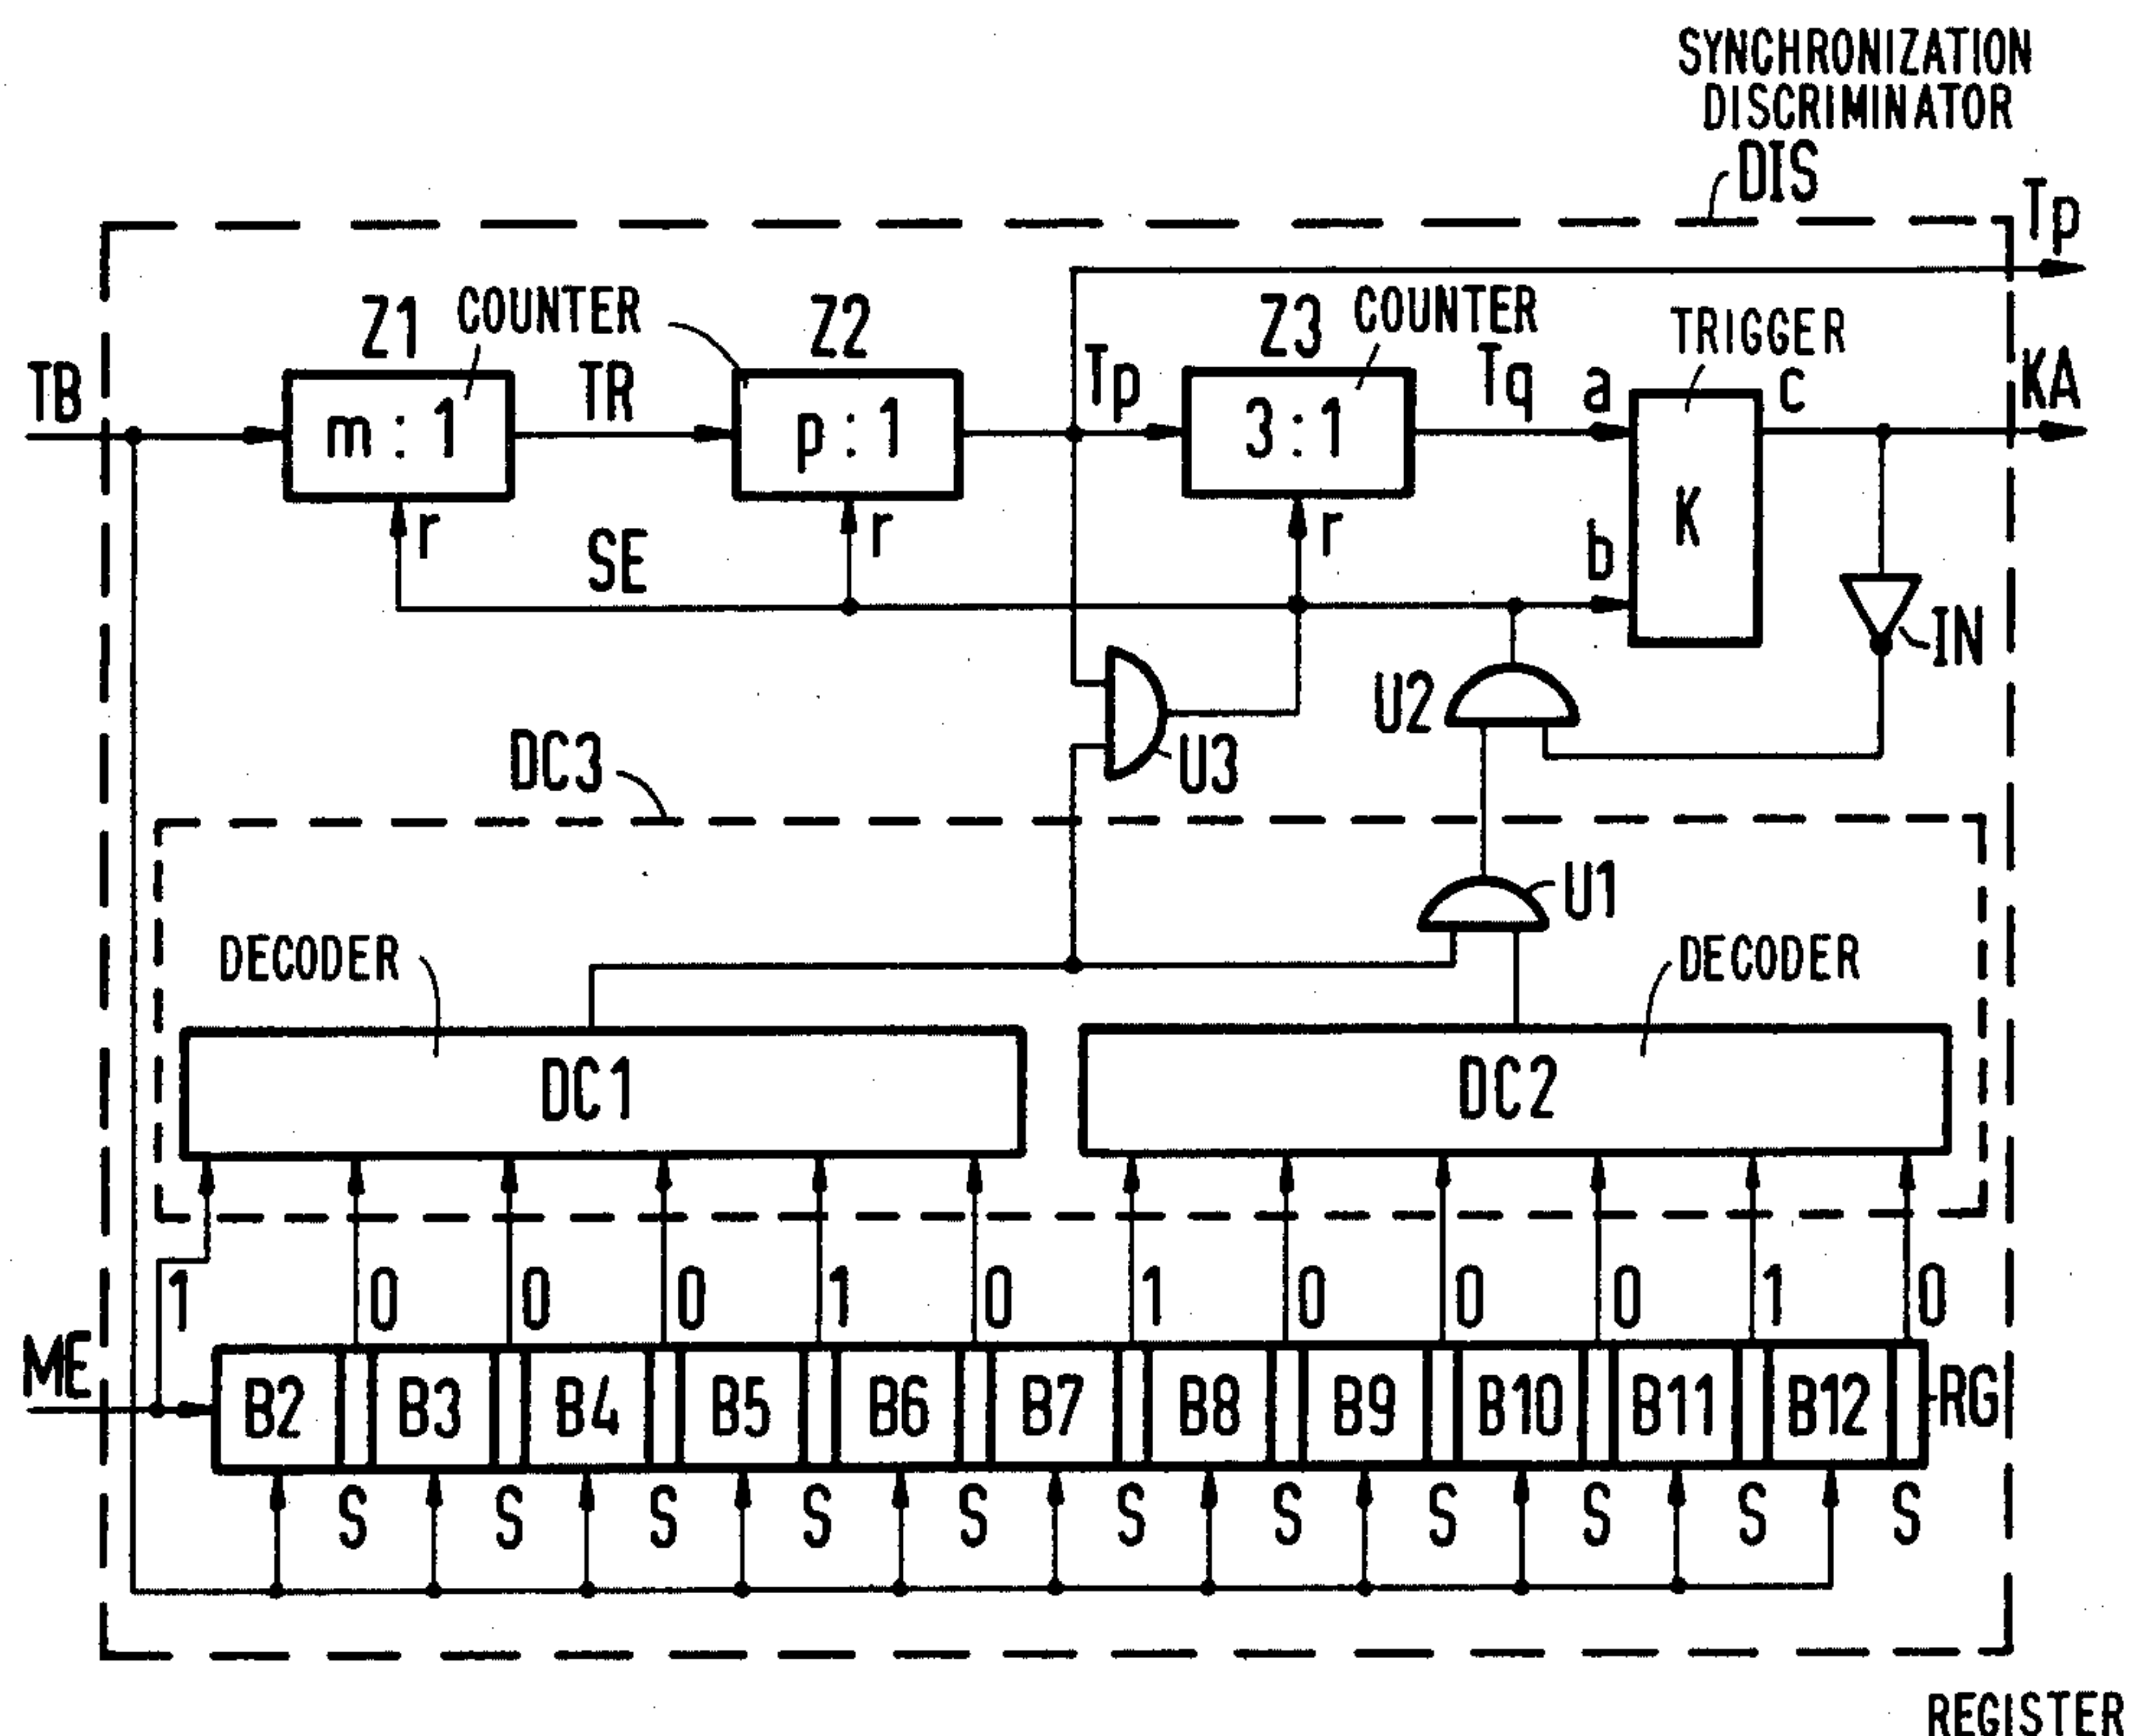 SYNCHRONIZATION
DISCRIMINATOR
DIS
Tp
Z1 COUNTER Z2 Z3 COUNTER TRIGGER
TB TR Tp Tq a c KA
m : 1 p : 1 3 : 1 K
r SE r r b
IN
U2
DC3 U3
U1
DECODER DECODER
DC1 DC2
1 0 0 0 1 0 1 0 0 0 1 0
ME B2 B3 B4 B5 B6 B7 B8 B9 B10 B11 B12 RG
S S S S S S S S S S S
REGISTER